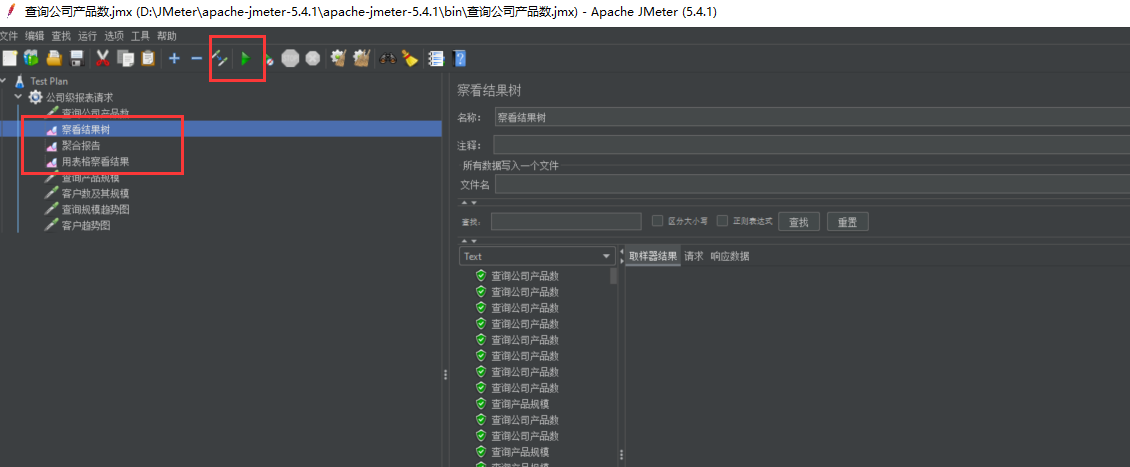 查询公司产品数.jmx (D:\JMeter\apache-jmeter-5.4.1\apache-jmeter-5.4.1\bin\查询公司产品数.jmx) - Apache JMeter (5.4.1)
文件 编辑 查找 运行 选项 工具 帮助
Test Plan
公司级报表请求
查询公司产品数
察看结果树
聚合报告
用表格察看结果
查询产品规模
客户数及其规模
查询规模趋势图
客户趋势图
察看结果树
名称: 察看结果树
注释:
所有数据写入一个文件
文件名
查找: 区分大小写 正则表达式 查找 重置
Text 取样器结果 请求 响应数据
查询公司产品数
查询公司产品数
查询公司产品数
查询公司产品数
查询公司产品数
查询公司产品数
查询公司产品数
查询公司产品数
查询产品规模
查询公司产品数
查询公司产品数
查询产品规模
查询产品规模